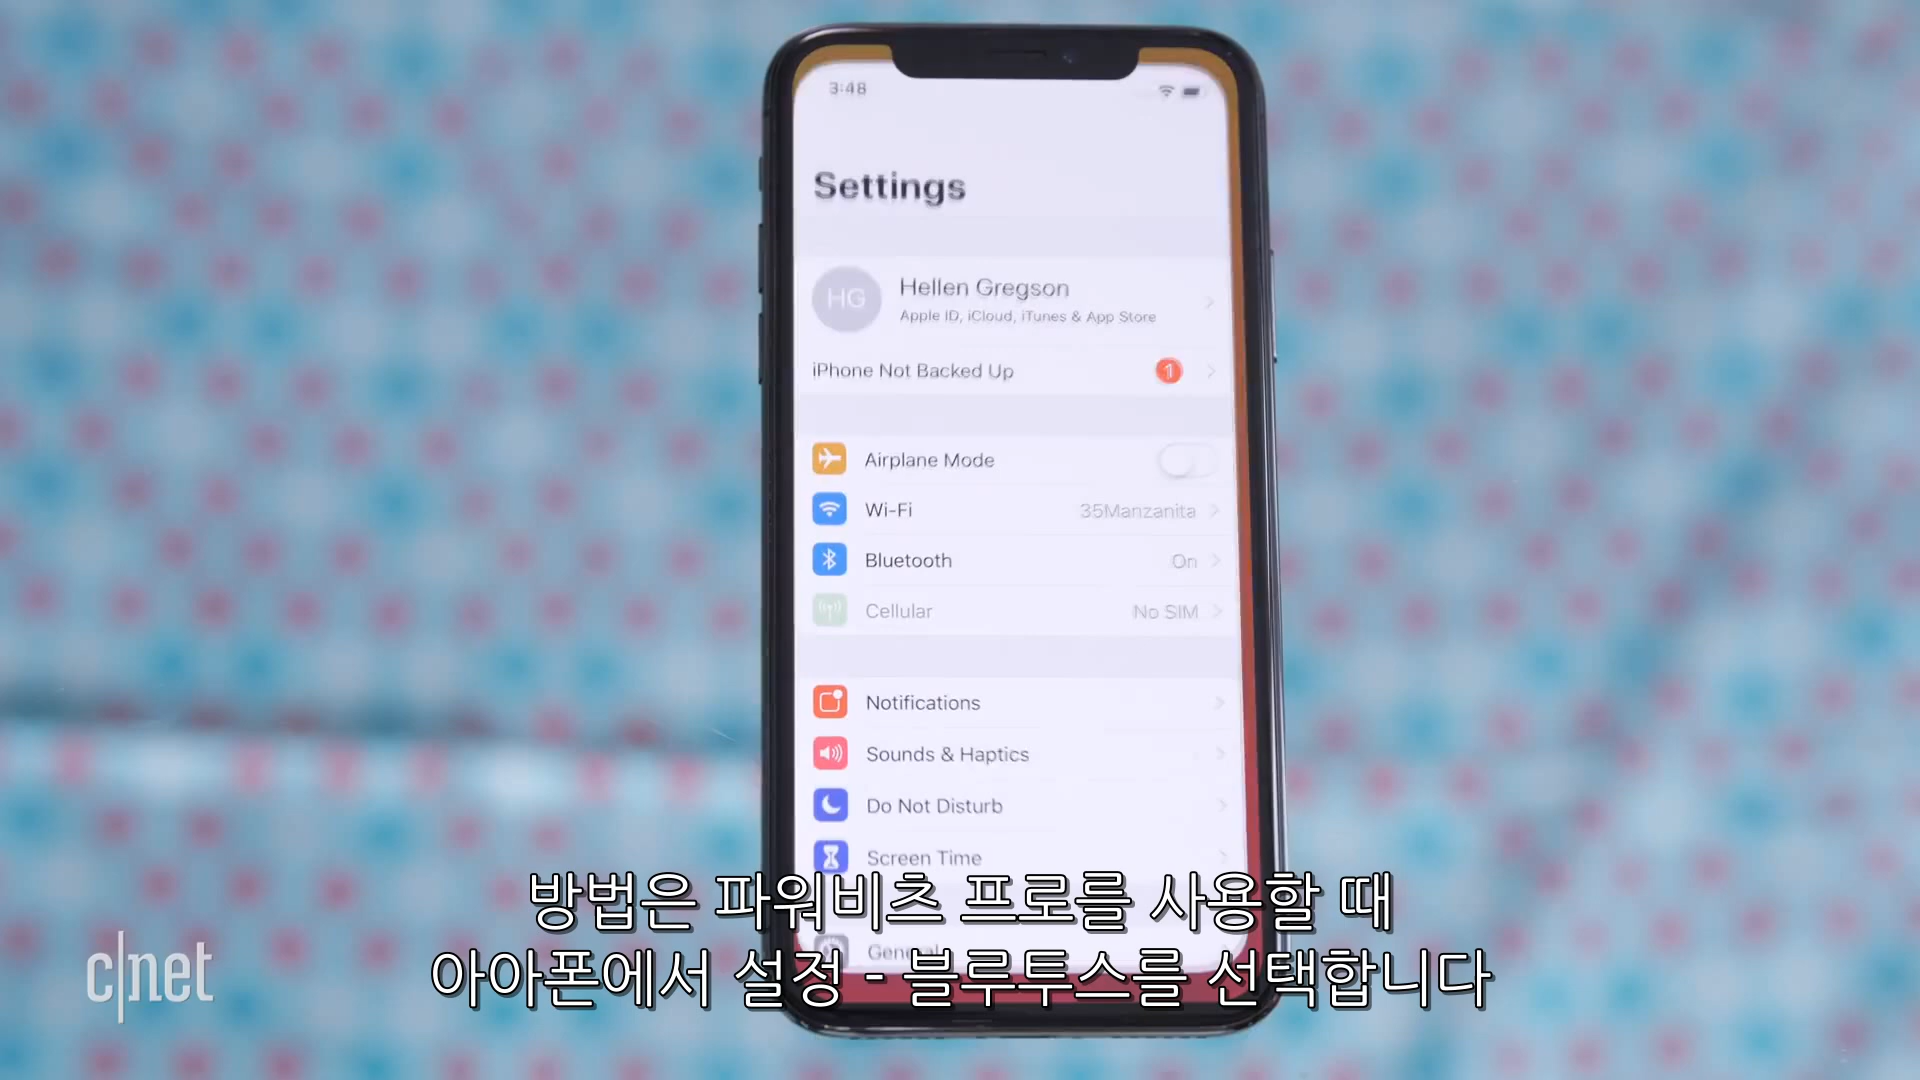 3:48
Settings
HG
Hellen Gregson
Apple ID, iCloud, iTunes & App Store
iPhone Not Backed Up 1
Airplane Mode
Wi-Fi 35Manzanita
Bluetooth On
Cellular No SIM
Notifications
Sounds & Haptics
Do Not Disturb
Screen Time
General
방법은 파워비츠 프로를 사용할 때
아아폰에서 설정 - 블루투스를 선택합니다
c|net